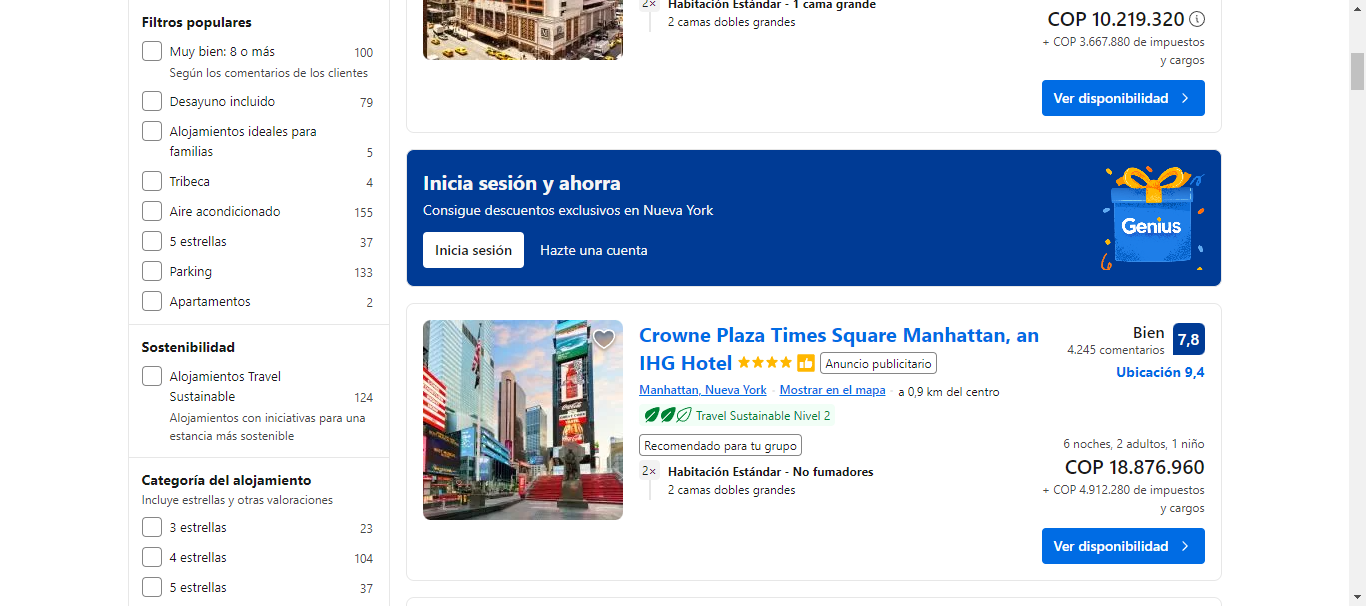 Filtros populares
Muy bien: 8 o más 100
Según los comentarios de los clientes
Desayuno incluido 79
Alojamientos ideales para
familias 5
Tribeca 4
Aire acondicionado 155
5 estrellas 37
Parking 133
Apartamentos 2
Sostenibilidad
Alojamientos Travel
Sustainable 124
Alojamientos con iniciativas para una
estancia más sostenible
Categoría del alojamiento
Incluye estrellas y otras valoraciones
3 estrellas 23
4 estrellas 104
5 estrellas 37
2× Habitación Estándar - 1 cama grande
2 camas dobles grandes
COP 10.219.320
+ COP 3.667.880 de impuestos
y cargos
Ver disponibilidad
Inicia sesión y ahorra
Consigue descuentos exclusivos en Nueva York
Inicia sesión Hazte una cuenta
Genius
Crowne Plaza Times Square Manhattan, an
IHG Hotel Anuncio publicitario
Manhattan, Nueva York · Mostrar en el mapa · a 0,9 km del centro
Travel Sustainable Nivel 2
Recomendado para tu grupo
2× Habitación Estándar - No fumadores
2 camas dobles grandes
Bien 7,8
4.245 comentarios
Ubicación 9,4
6 noches, 2 adultos, 1 niño
COP 18.876.960
+ COP 4.912.280 de impuestos
y cargos
Ver disponibilidad